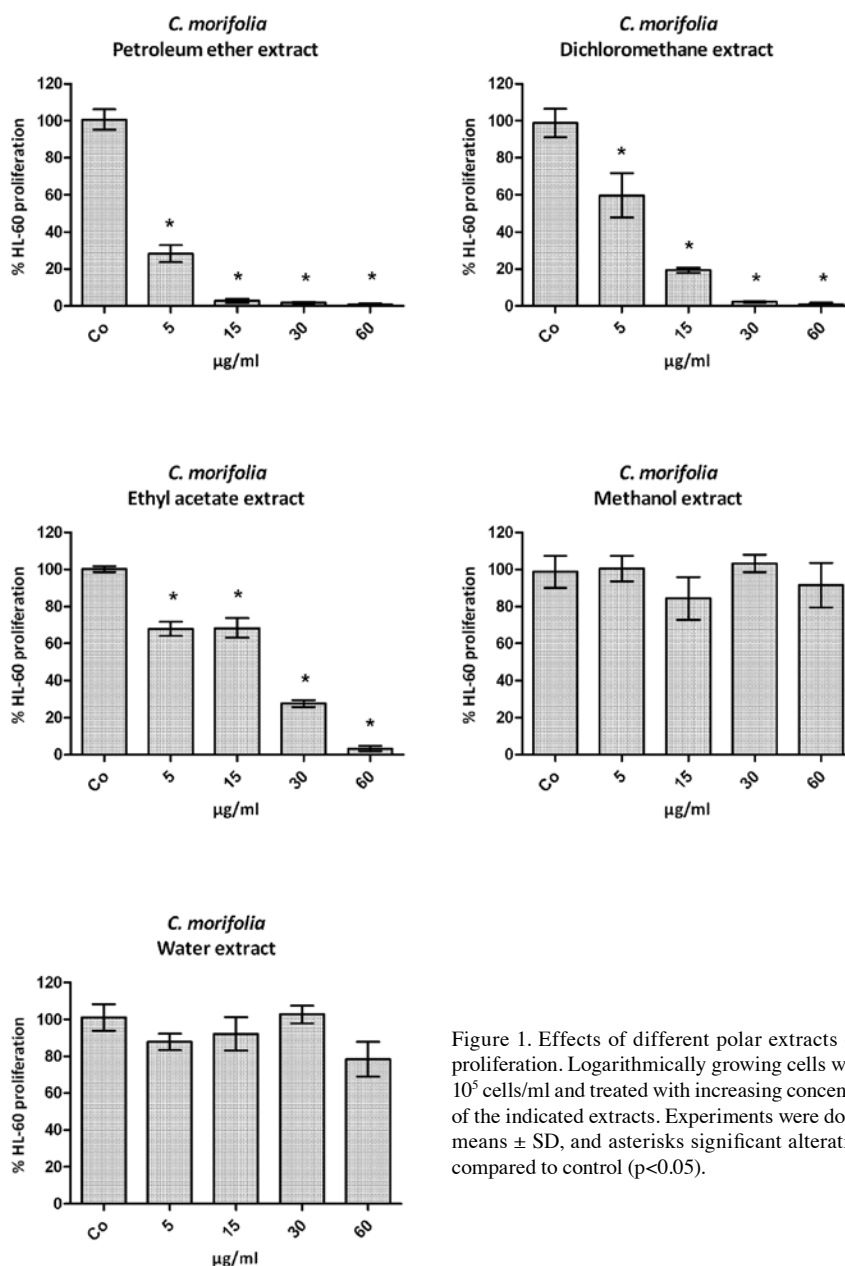 C. morifolia
Petroleum ether extract
% HL-60 proliferation
120
100
80
60
40
20
0
Co
5
15
30
60
µg/ml
*
*
*
*
C. morifolia
Dichloromethane extract
% HL-60 proliferation
120
100
80
60
40
20
0
Co
5
15
30
60
µg/ml
*
*
*
*
C. morifolia
Ethyl acetate extract
% HL-60 proliferation
120
100
80
60
40
20
0
Co
5
15
30
60
µg/ml
*
*
*
*
C. morifolia
Methanol extract
% HL-60 proliferation
120
100
80
60
40
20
0
Co
5
15
30
60
µg/ml
C. morifolia
Water extract
% HL-60 proliferation
120
100
80
60
40
20
0
Co
5
15
30
60
µg/ml
Figure 1. Effects of different polar extracts
proliferation. Logarithmically growing cells w
10⁵ cells/ml and treated with increasing concen
of the indicated extracts. Experiments were do
means ± SD, and asterisks significant alterati
compared to control (p<0.05).